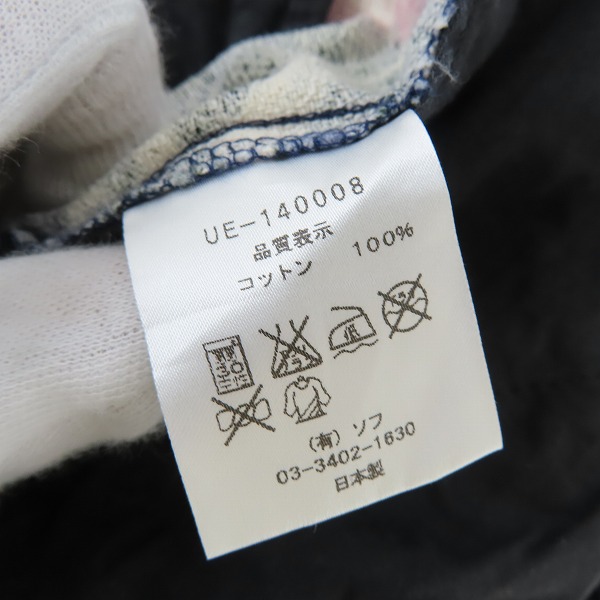 UE-140008
品質表示
コットン 100%
低
(有) ソフ
03-3402-1630
日本製